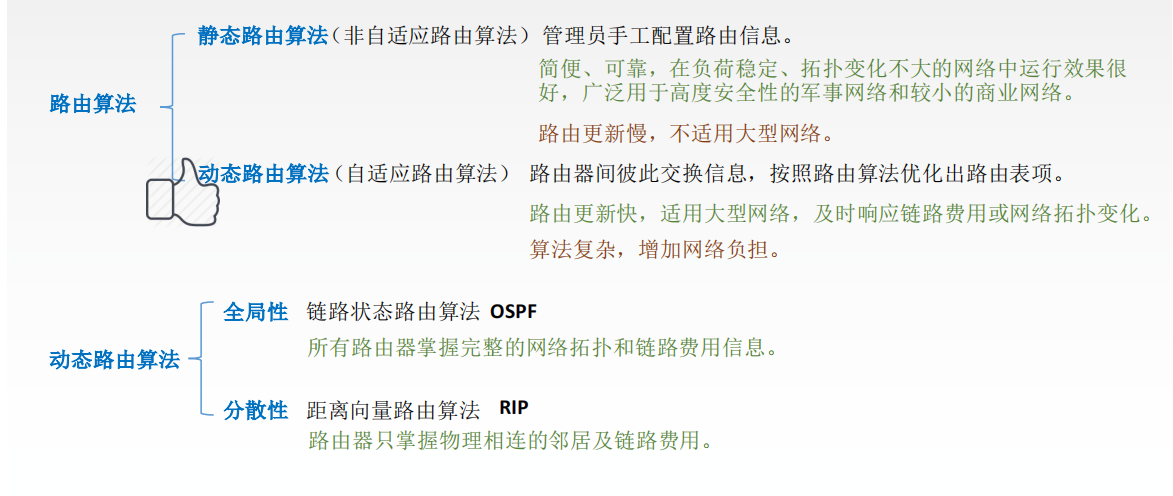 静态路由算法（非自适应路由算法）管理员手工配置路由信息。
简便、可靠，在负荷稳定、拓扑变化不大的网络中运行效果很
好，广泛用于高度安全性的军事网络和较小的商业网络。
路由算法
路由更新慢，不适用大型网络。
动态路由算法（自适应路由算法） 路由器间彼此交换信息，按照路由算法优化出路由表项。
路由更新快，适用大型网络，及时响应链路费用或网络拓扑变化。
算法复杂，增加网络负担。
全局性 链路状态路由算法 OSPF
所有路由器掌握完整的网络拓扑和链路费用信息。
动态路由算法
分散性 距离向量路由算法 RIP
路由器只掌握物理相连的邻居及链路费用。